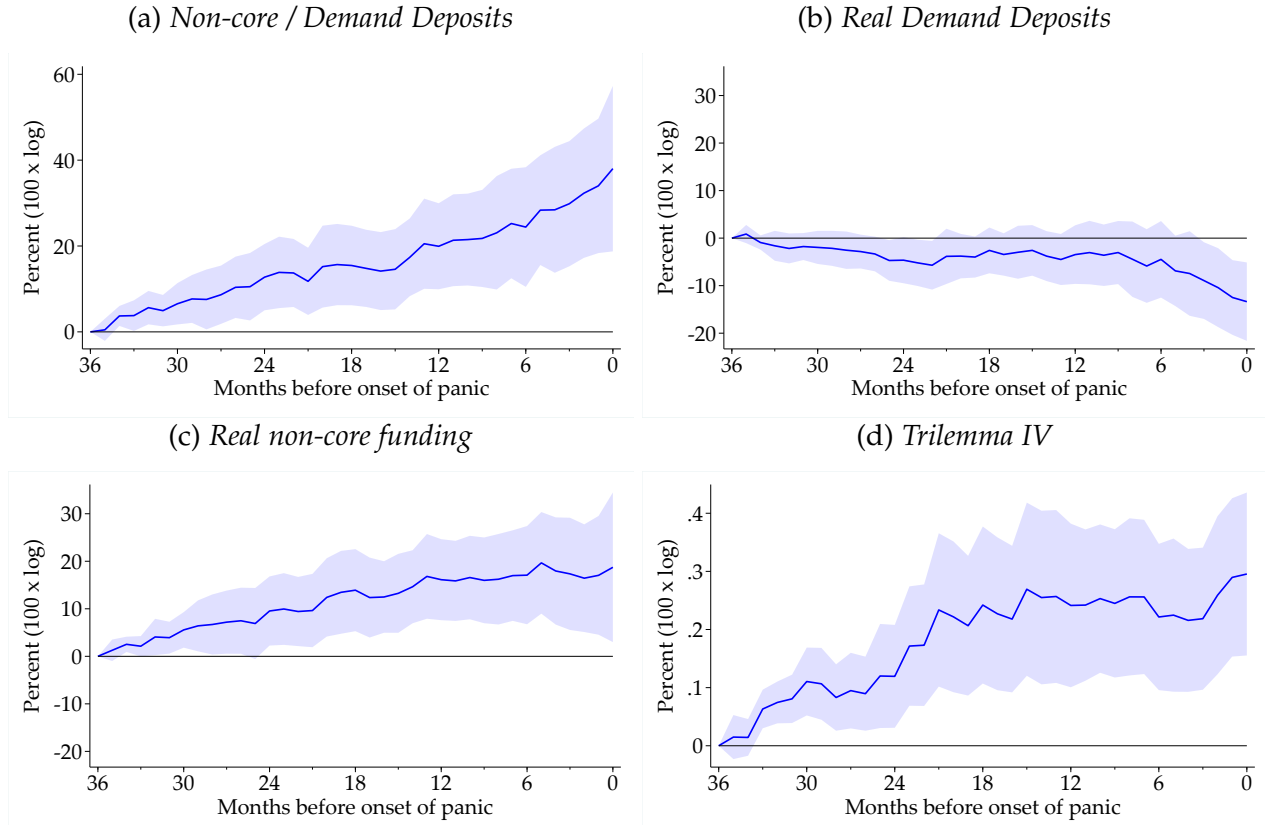 (a) Non-core / Demand Deposits
Percent (100 x log)
60
40
20
0
36 30 24 18 12 6 0
Months before onset of panic
(b) Real Demand Deposits
Percent (100 x log)
30
20
10
0
-10
-20
36 30 24 18 12 6 0
Months before onset of panic
(c) Real non-core funding
Percent (100 x log)
30
20
10
0
-10
-20
36 30 24 18 12 6 0
Months before onset of panic
(d) Trilemma IV
Percent (100 x log)
.4
.3
.2
.1
0
36 30 24 18 12 6 0
Months before onset of panic